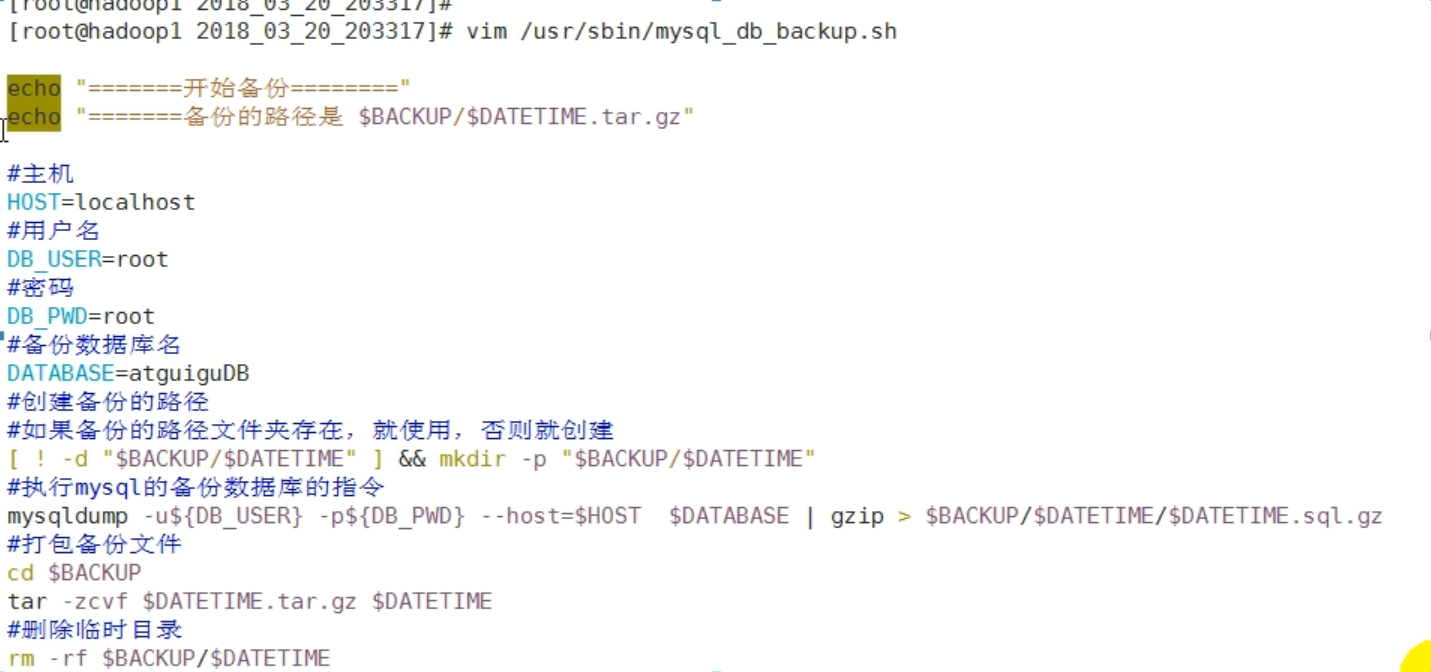 [root@hadoop1 2018_03_20_203317]#
[root@hadoop1 2018_03_20_203317]# vim /usr/sbin/mysql_db_backup.sh
echo "=======开始备份========"
echo "=======备份的路径是 $BACKUP/$DATETIME.tar.gz"
#主机
HOST=localhost
#用户名
DB_USER=root
#密码
DB_PWD=root
#备份数据库名
DATABASE=atguiguDB
#创建备份的路径
#如果备份的路径文件夹存在，就使用，否则就创建
[ ! -d "$BACKUP/$DATETIME" ] && mkdir -p "$BACKUP/$DATETIME"
#执行mysql的备份数据库的指令
mysqldump -u${DB_USER} -p${DB_PWD} --host=$HOST  $DATABASE | gzip > $BACKUP/$DATETIME/$DATETIME.sql.gz
#打包备份文件
cd $BACKUP
tar -zcvf $DATETIME.tar.gz $DATETIME
#删除临时目录
rm -rf $BACKUP/$DATETIME